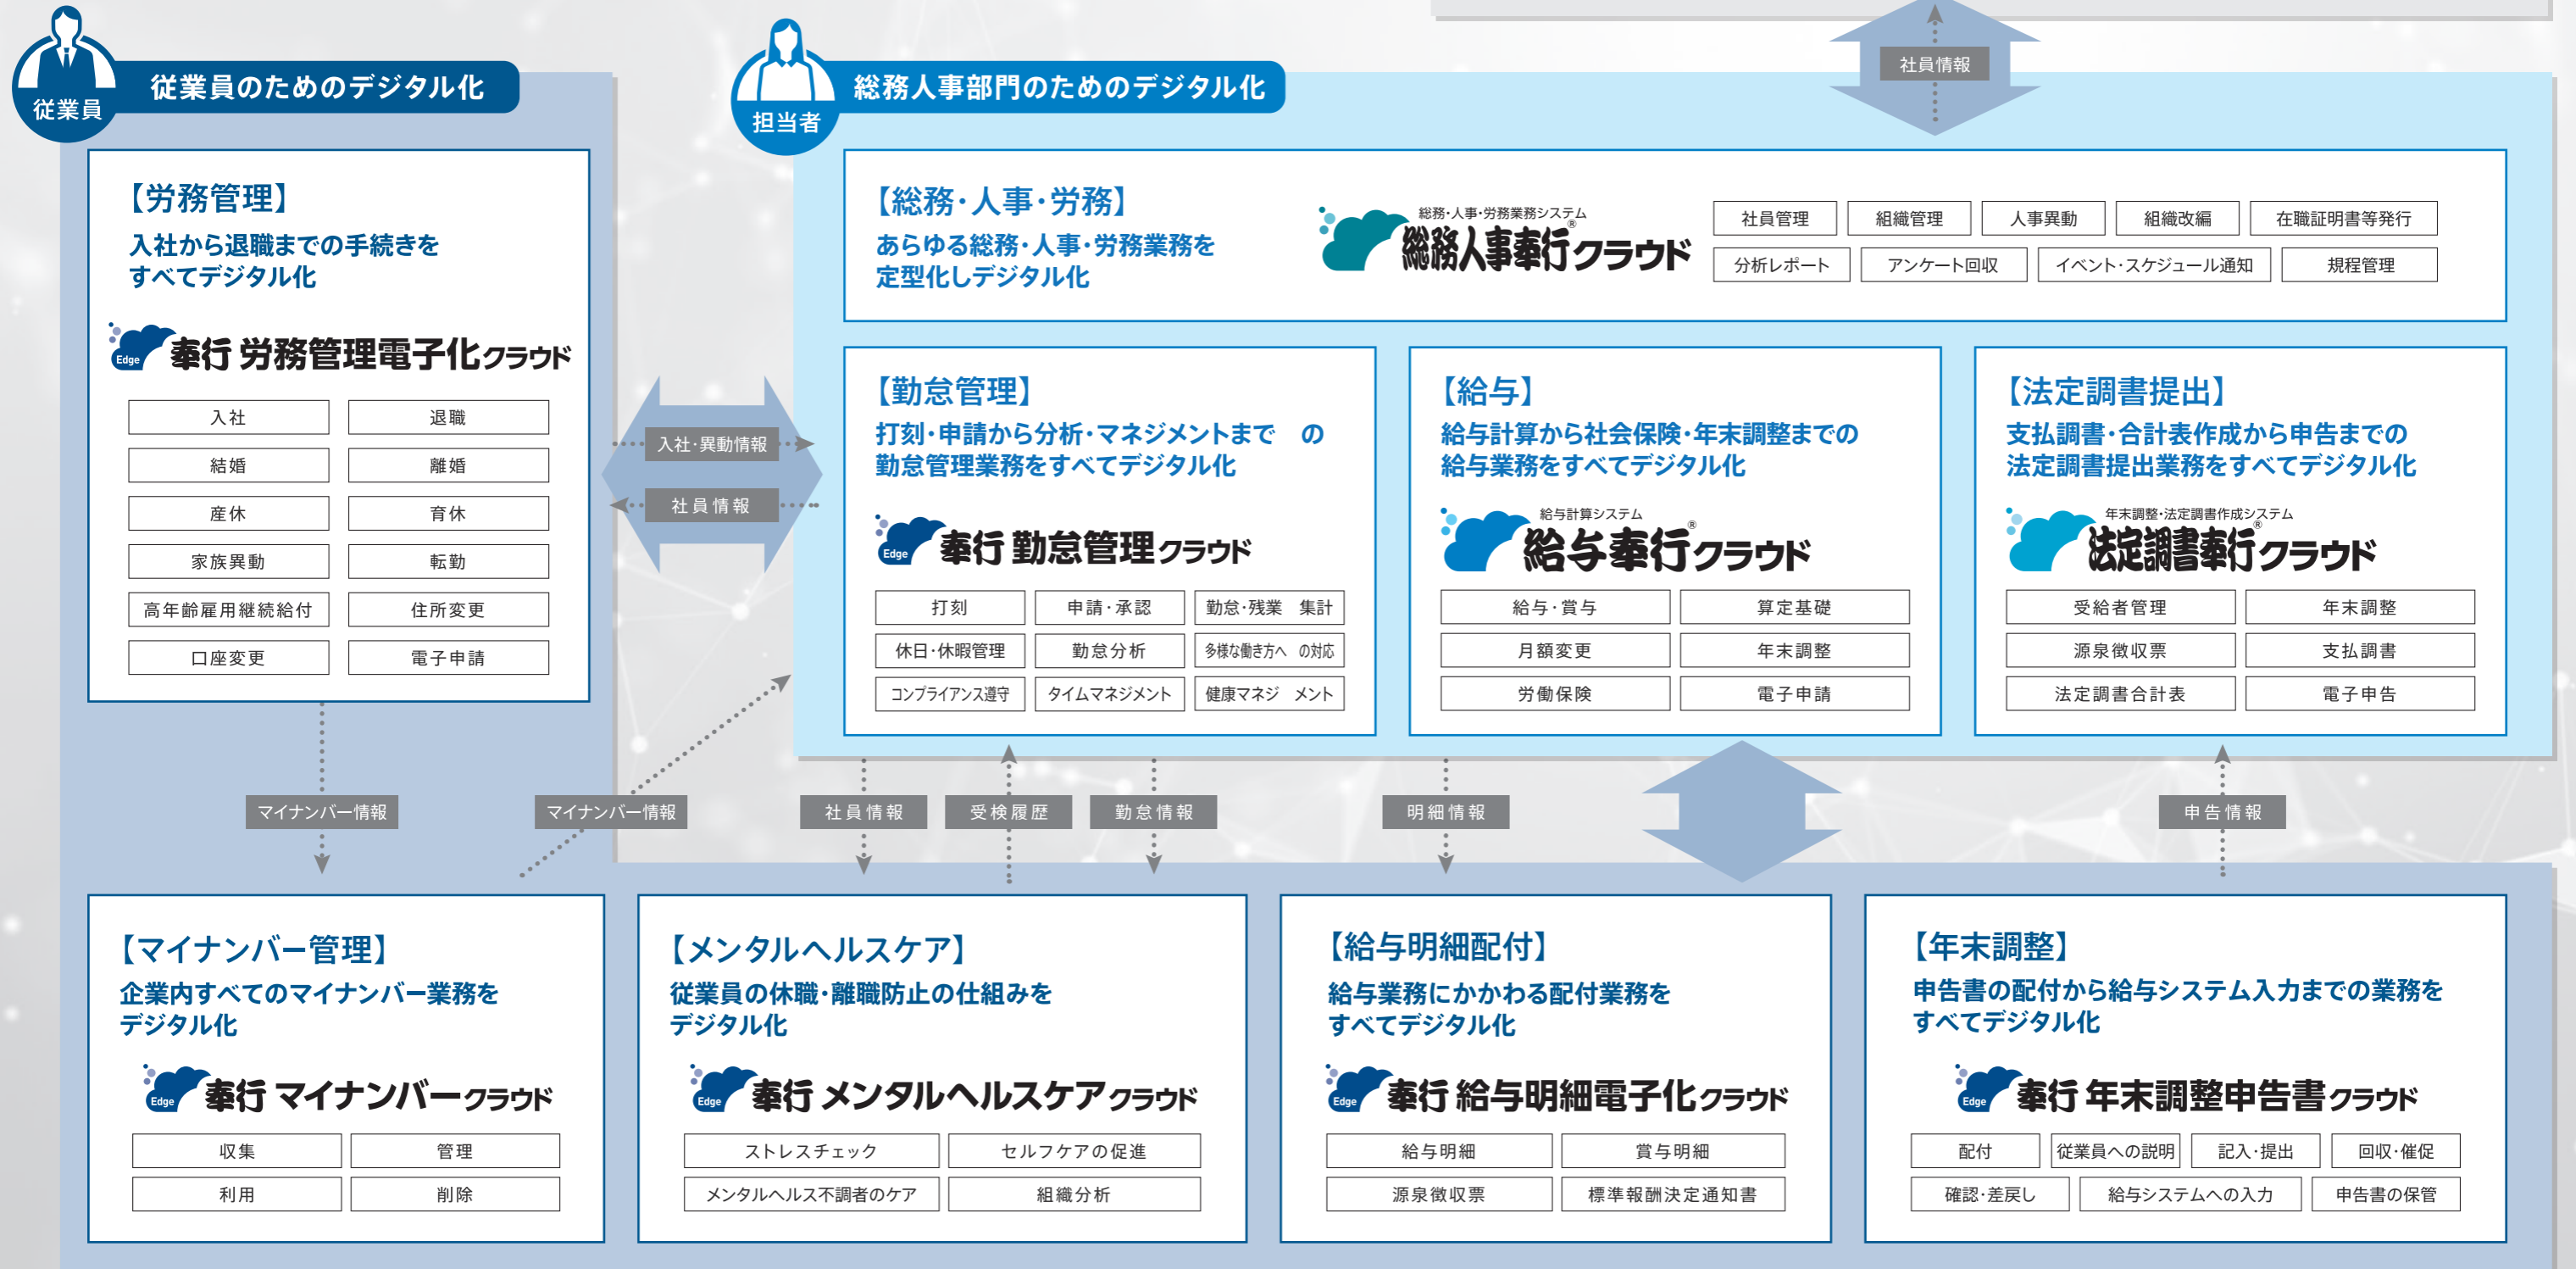 従業員
従業員のためのデジタル化
担当者
総務人事部門のためのデジタル化
社員情報
【労務管理】
入社から退職までの手続きを
すべてデジタル化
Edge 奉行 労務管理電子化クラウド
入社 退職
結婚 離婚
産休 育休
家族異動 転勤
高年齢雇用継続給付 住所変更
口座変更 電子申請
入社・異動情報
社員情報
【総務・人事・労務】
あらゆる総務・人事・労務業務を
定型化しデジタル化
総務・人事・労務業務システム
総務人事奉行®クラウド
社員管理 組織管理 人事異動 組織改編 在職証明書等発行
分析レポート アンケート回収 イベント・スケジュール通知 規程管理
【勤怠管理】
打刻・申請から分析・マネジメントまで の
勤怠管理業務をすべてデジタル化
Edge 奉行 勤怠管理クラウド
打刻 申請・承認 勤怠・残業 集計
休日・休暇管理 勤怠分析 多様な働き方へ の対応
コンプライアンス遵守 タイムマネジメント 健康マネジ メント
【給与】
給与計算から社会保険・年末調整までの
給与業務をすべてデジタル化
給与計算システム
給与奉行®クラウド
給与・賞与 算定基礎
月額変更 年末調整
労働保険 電子申請
【法定調書提出】
支払調書・合計表作成から申告までの
法定調書提出業務をすべてデジタル化
年末調整・法定調書作成システム
法定調書奉行®クラウド
受給者管理 年末調整
源泉徴収票 支払調書
法定調書合計表 電子申告
マイナンバー情報 マイナンバー情報 社員情報 受検履歴 勤怠情報 明細情報 申告情報
【マイナンバー管理】
企業内すべてのマイナンバー業務を
デジタル化
Edge 奉行 マイナンバークラウド
収集 管理
利用 削除
【メンタルヘルスケア】
従業員の休職・離職防止の仕組みを
デジタル化
Edge 奉行 メンタルヘルスケアクラウド
ストレスチェック セルフケアの促進
メンタルヘルス不調者のケア 組織分析
【給与明細配付】
給与業務にかかわる配付業務を
すべてデジタル化
Edge 奉行 給与明細電子化クラウド
給与明細 賞与明細
源泉徴収票 標準報酬決定通知書
【年末調整】
申告書の配付から給与システム入力までの業務を
すべてデジタル化
Edge 奉行 年末調整申告書クラウド
配付 従業員への説明 記入・提出 回収・催促
確認・差戻し 給与システムへの入力 申告書の保管